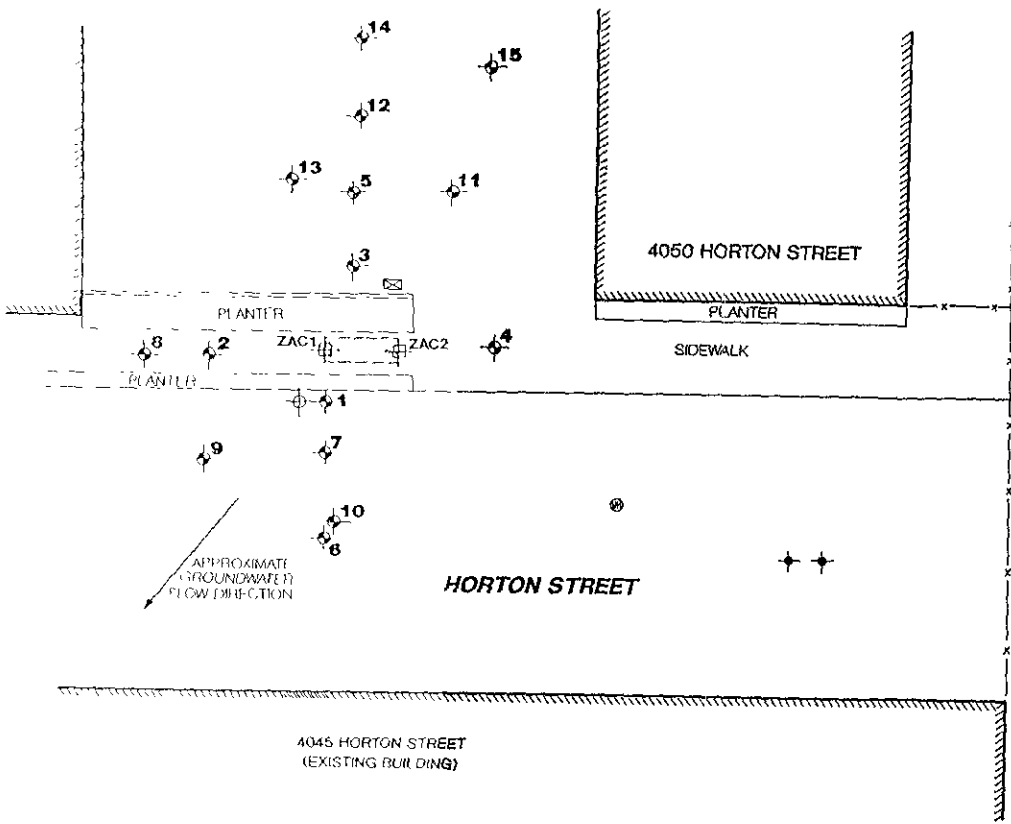 14
15
12
13
5
11
3
4050 HORTON STREET
PLANTER
PLANTER
8
2
ZAC1
ZAC2
4
SIDEWALK
PLANTER
1
9
7
10
6
APPROXIMATE
GROUNDWATER
FLOW DIRECTION
HORTON STREET
4045 HORTON STREET
(EXISTING BUILDING)